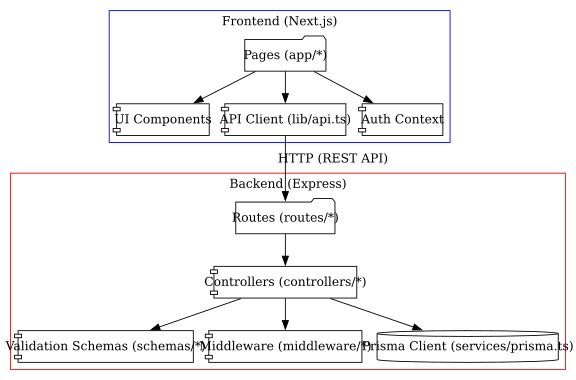 Frontend (Next.js)
Pages (app/*)
UI Components
API Client (lib/api.ts)
Auth Context
HTTP (REST API)
Backend (Express)
Routes (routes/*)
Controllers (controllers/*)
Validation Schemas (schemas/*)
Middleware (middleware/*)
Prisma Client (services/prisma.ts)